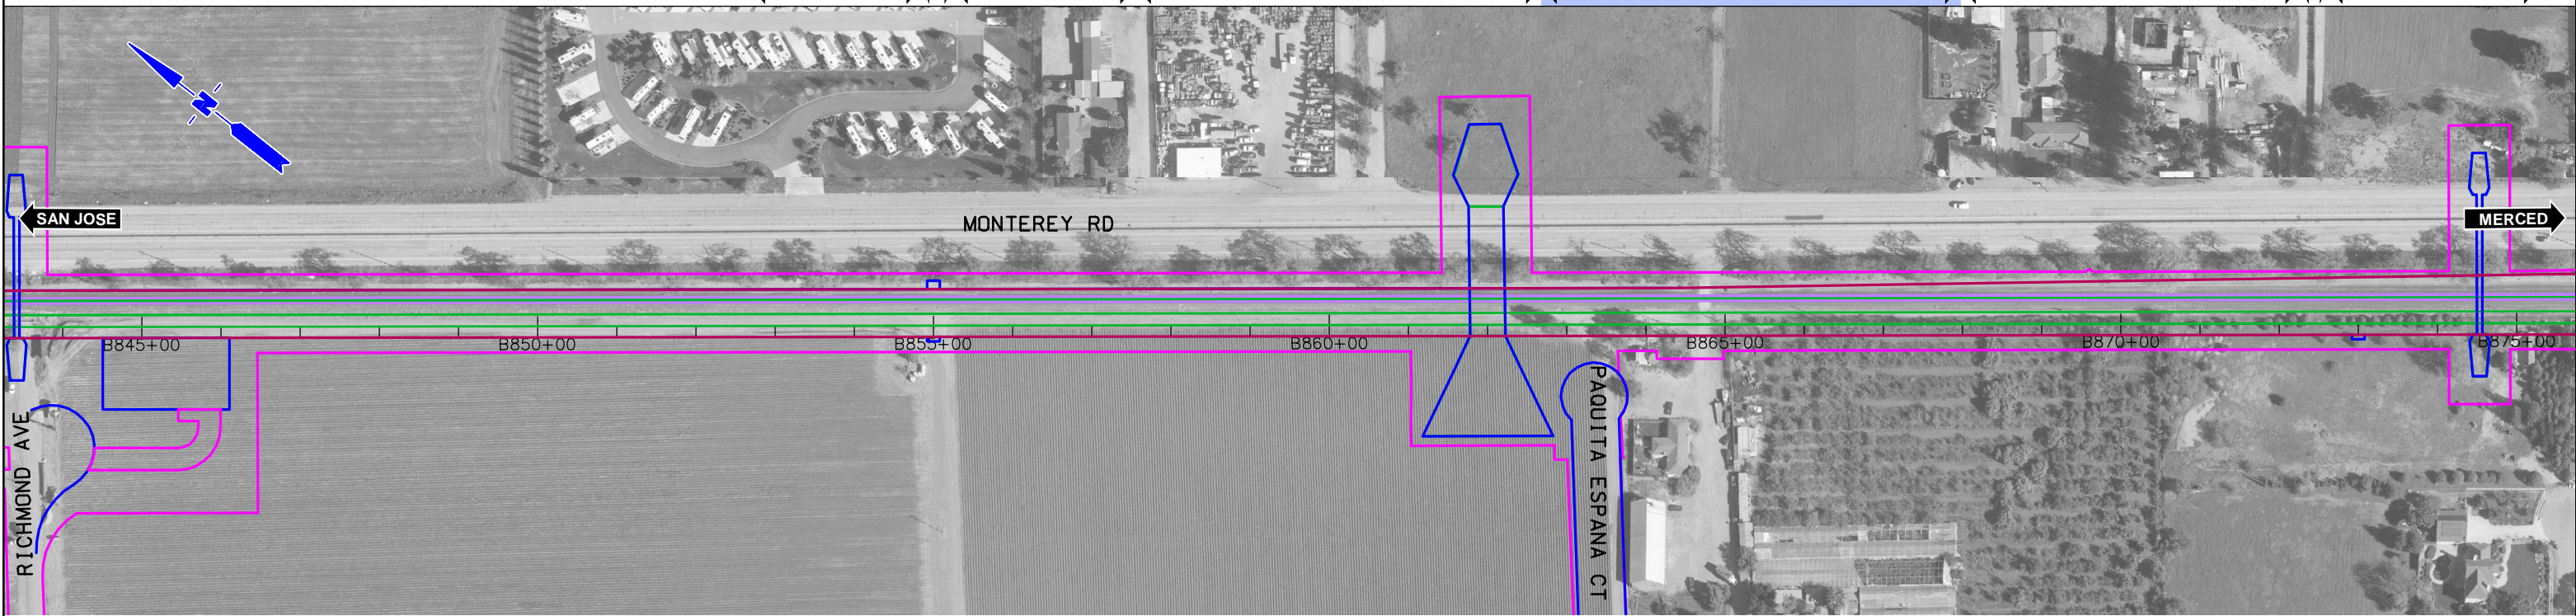 N
SAN JOSE
MONTEREY RD
MERCED
B845+00
B850+00
B855+00
B860+00
B865+00
B870+00
B875+00
RICHMOND AVE
PAQUITA ESPANA CT